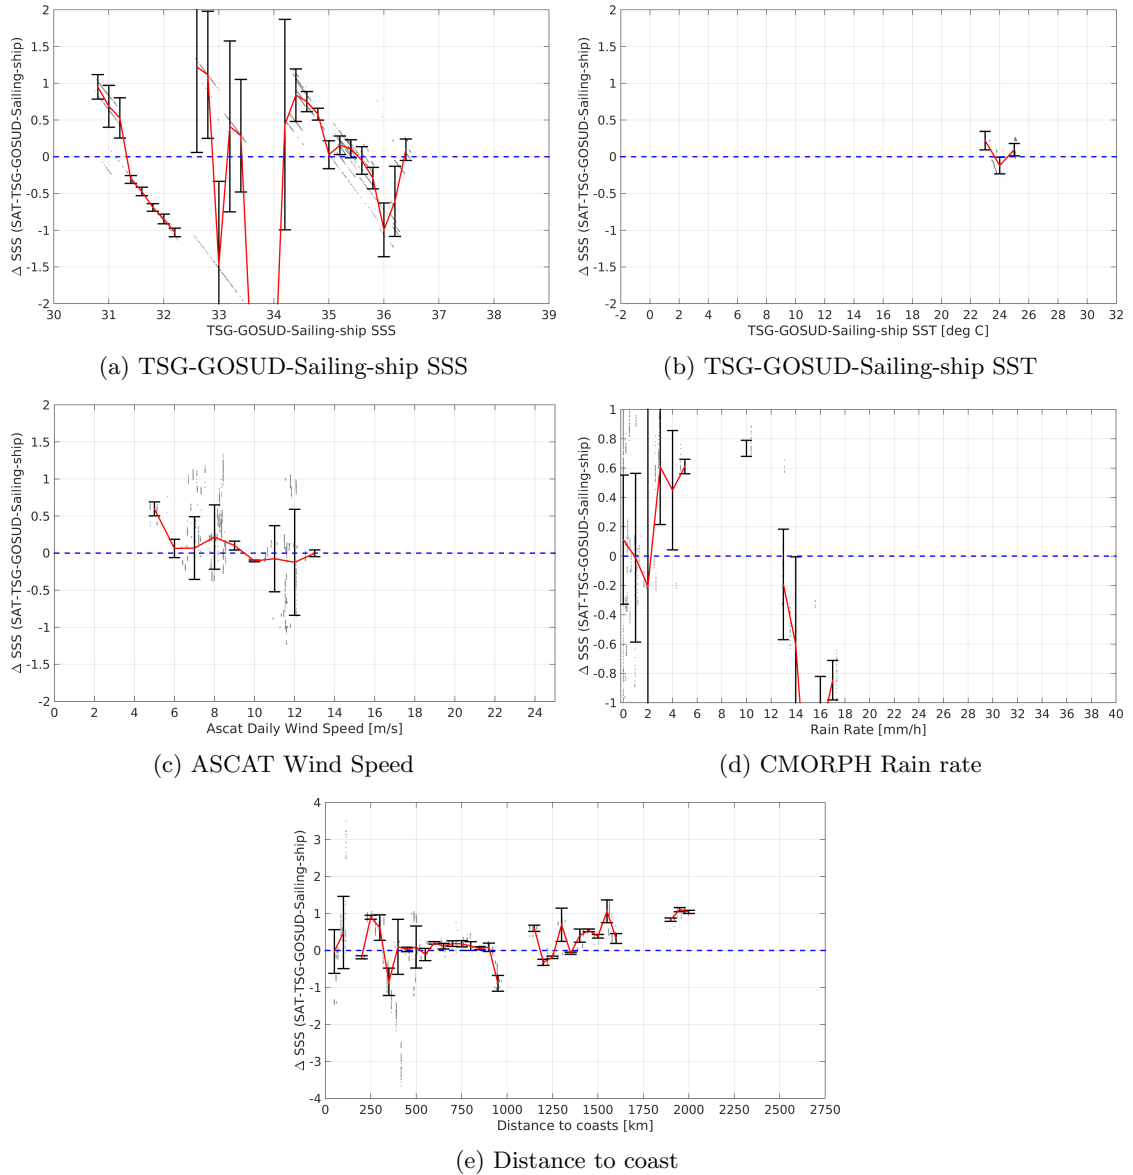 2
1.5
1
0.5
0
-0.5
-1
-1.5
-2
Δ SSS (SAT-TSG-GOSUD-Sailing-ship)
30 31 32 33 34 35 36 37 38 39
TSG-GOSUD-Sailing-ship SSS
(a) TSG-GOSUD-Sailing-ship SSS
2
1.5
1
0.5
0
-0.5
-1
-1.5
-2
Δ SSS (SAT-TSG-GOSUD-Sailing-ship)
-2 0 2 4 6 8 10 12 14 16 18 20 22 24 26 28 30 32
TSG-GOSUD-Sailing-ship SST [deg C]
(b) TSG-GOSUD-Sailing-ship SST
2
1.5
1
0.5
0
-0.5
-1
-1.5
-2
Δ SSS (SAT-TSG-GOSUD-Sailing-ship)
0 2 4 6 8 10 12 14 16 18 20 22 24
Ascat Daily Wind Speed [m/s]
(c) ASCAT Wind Speed
1
0.8
0.6
0.4
0.2
0
-0.2
-0.4
-0.6
-0.8
-1
Δ SSS (SAT-TSG-GOSUD-Sailing-ship)
0 2 4 6 8 10 12 14 16 18 20 22 24 26 28 30 32 34 36 38 40
Rain Rate [mm/h]
(d) CMORPH Rain rate
4
3
2
1
0
-1
-2
-3
-4
Δ SSS (SAT-TSG-GOSUD-Sailing-ship)
0 250 500 750 1000 1250 1500 1750 2000 2250 2500 2750
Distance to coasts [km]
(e) Distance to coast